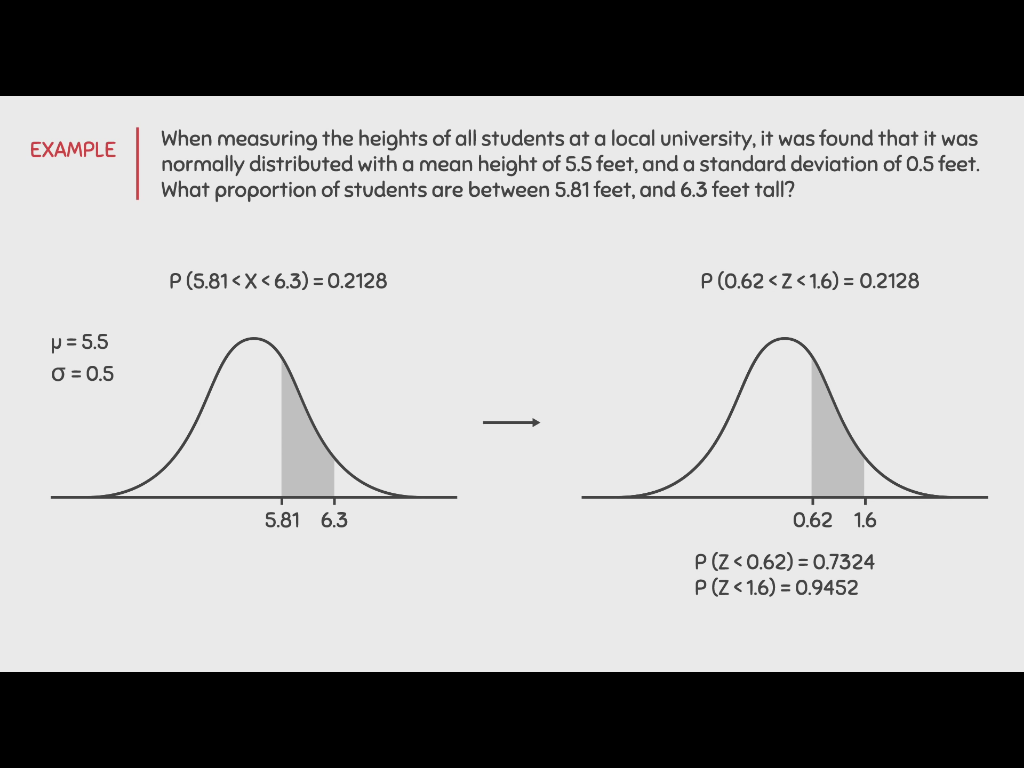 EXAMPLE
When measuring the heights of all students at a local university, it was found that it was
normally distributed with a mean height of 5.5 feet, and a standard deviation of 0.5 feet.
What proportion of students are between 5.81 feet, and 6.3 feet tall?
P (5.81 < X < 6.3) = 0.2128
P (0.62 < Z < 1.6) = 0.2128
μ = 5.5
σ = 0.5
5.81 6.3
0.62 1.6
P (Z < 0.62) = 0.7324
P (Z < 1.6) = 0.9452